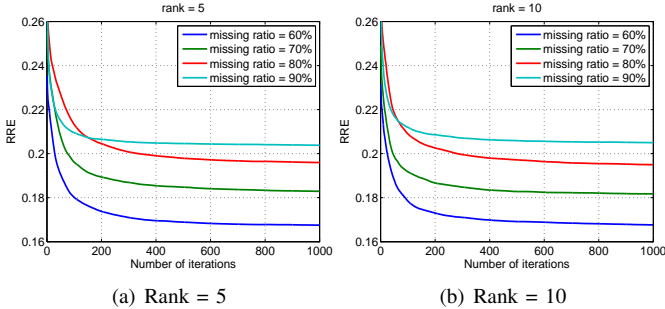 rank = 5
0.26
0.24
0.22
0.2
0.18
0.16
RRE
missing ratio = 60%
missing ratio = 70%
missing ratio = 80%
missing ratio = 90%
0 200 400 600 800 1000
Number of iterations
(a) Rank = 5
rank = 10
0.26
0.24
0.22
0.2
0.18
0.16
RRE
missing ratio = 60%
missing ratio = 70%
missing ratio = 80%
missing ratio = 90%
0 200 400 600 800 1000
Number of iterations
(b) Rank = 10